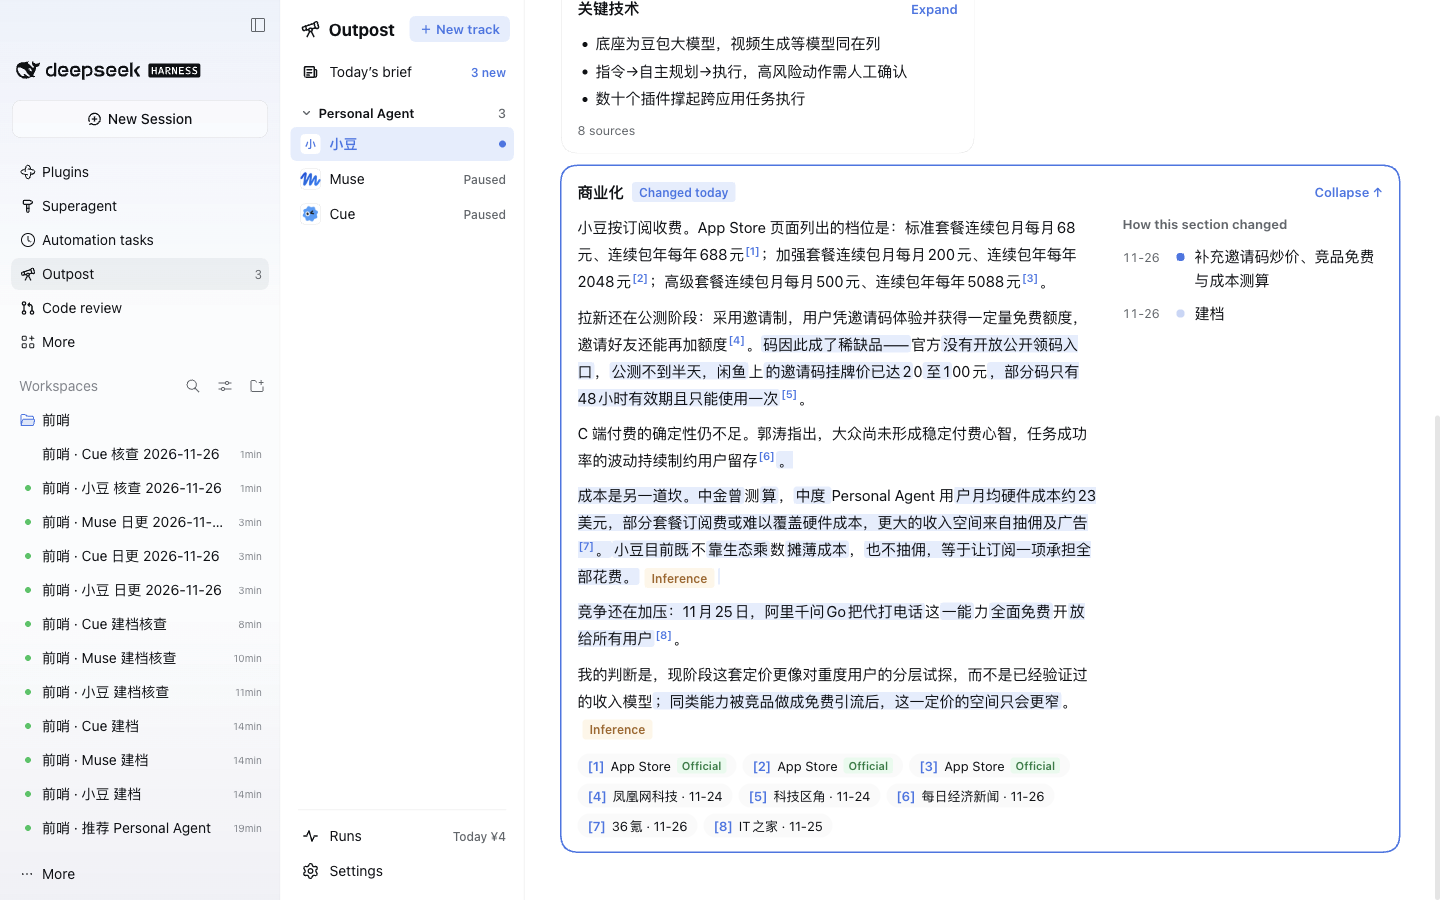 deepseek HARNESS
New Session
Plugins
Superagent
Automation tasks
Outpost 3
Code review
More
Workspaces
前哨
前哨 · Cue 核查 2026-11-26 1min
前哨 · 小豆 核查 2026-11-26 1min
前哨 · Muse 日更 2026-11-... 3min
前哨 · Cue 日更 2026-11-26 3min
前哨 · 小豆 日更 2026-11-26 3min
前哨 · Cue 建档核查 8min
前哨 · Muse 建档核查 10min
前哨 · 小豆 建档核查 11min
前哨 · Cue 建档 14min
前哨 · Muse 建档 14min
前哨 · 小豆 建档 14min
前哨 · 推荐 Personal Agent 19min
··· More
Outpost + New track
Today's brief 3 new
Personal Agent 3
小 小豆
Muse Paused
Cue Paused
Runs Today ¥4
Settings
关键技术 Expand
• 底座为豆包大模型，视频生成等模型同在列
• 指令→自主规划→执行，高风险动作需人工确认
• 数十个插件撑起跨应用任务执行
8 sources
商业化 Changed today Collapse ↑
小豆按订阅收费。App Store 页面列出的档位是：标准套餐连续包月每月 68
元、连续包年每年 688 元[1]；加强套餐连续包月每月 200 元、连续包年每年
2048 元[2]；高级套餐连续包月每月 500 元、连续包年每年 5088 元[3]。
拉新还在公测阶段：采用邀请制，用户凭邀请码体验并获得一定量免费额度，
邀请好友还能再加额度[4]。码因此成了稀缺品——官方没有开放公开领码入
口，公测不到半天，闲鱼上的邀请码挂牌价已达 20 至 100 元，部分码只有
48 小时有效期且只能使用一次[5]。
C 端付费的确定性仍不足。郭涛指出，大众尚未形成稳定付费心智，任务成功
率的波动持续制约用户留存[6]。
成本是另一道坎。中金曾测算，中度 Personal Agent 用户月均硬件成本约 23
美元，部分套餐订阅费或难以覆盖硬件成本，更大的收入空间来自抽佣及广告
[7]。小豆目前既不靠生态乘数摊薄成本，也不抽佣，等于让订阅一项承担全
部花费。 Inference
竞争还在加压：11 月 25 日，阿里千问 Go 把代打电话这一能力全面免费开放
给所有用户[8]。
我的判断是，现阶段这套定价更像对重度用户的分层试探，而不是已经验证过
的收入模型；同类能力被竞品做成免费引流后，这一定价的空间只会更窄。
Inference
[1] App Store Official [2] App Store Official [3] App Store Official
[4] 凤凰网科技 · 11-24 [5] 科技区角 · 11-24 [6] 每日经济新闻 · 11-26
[7] 36 氪 · 11-26 [8] IT 之家 · 11-25
How this section changed
11-26 补充邀请码炒价、竞品免费
与成本测算
11-26 建档